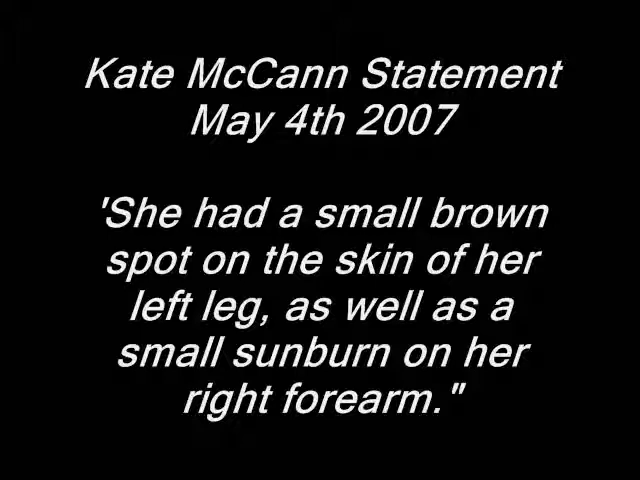 Kate McCann Statement
May 4th 2007
'She had a small brown
spot on the skin of her
left leg, as well as a
small sunburn on her
right forearm."